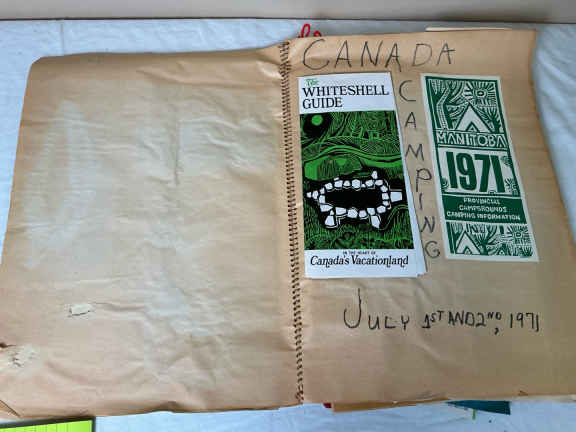 CANADA
CAMPING
The
WHITESHELL
GUIDE
IN THE HEART OF
Canada's Vacationland
MANITOBA
1971
PROVINCIAL
CAMPGROUNDS
CAMPING INFORMATION
JULY 1ST AND 2ND, 1971